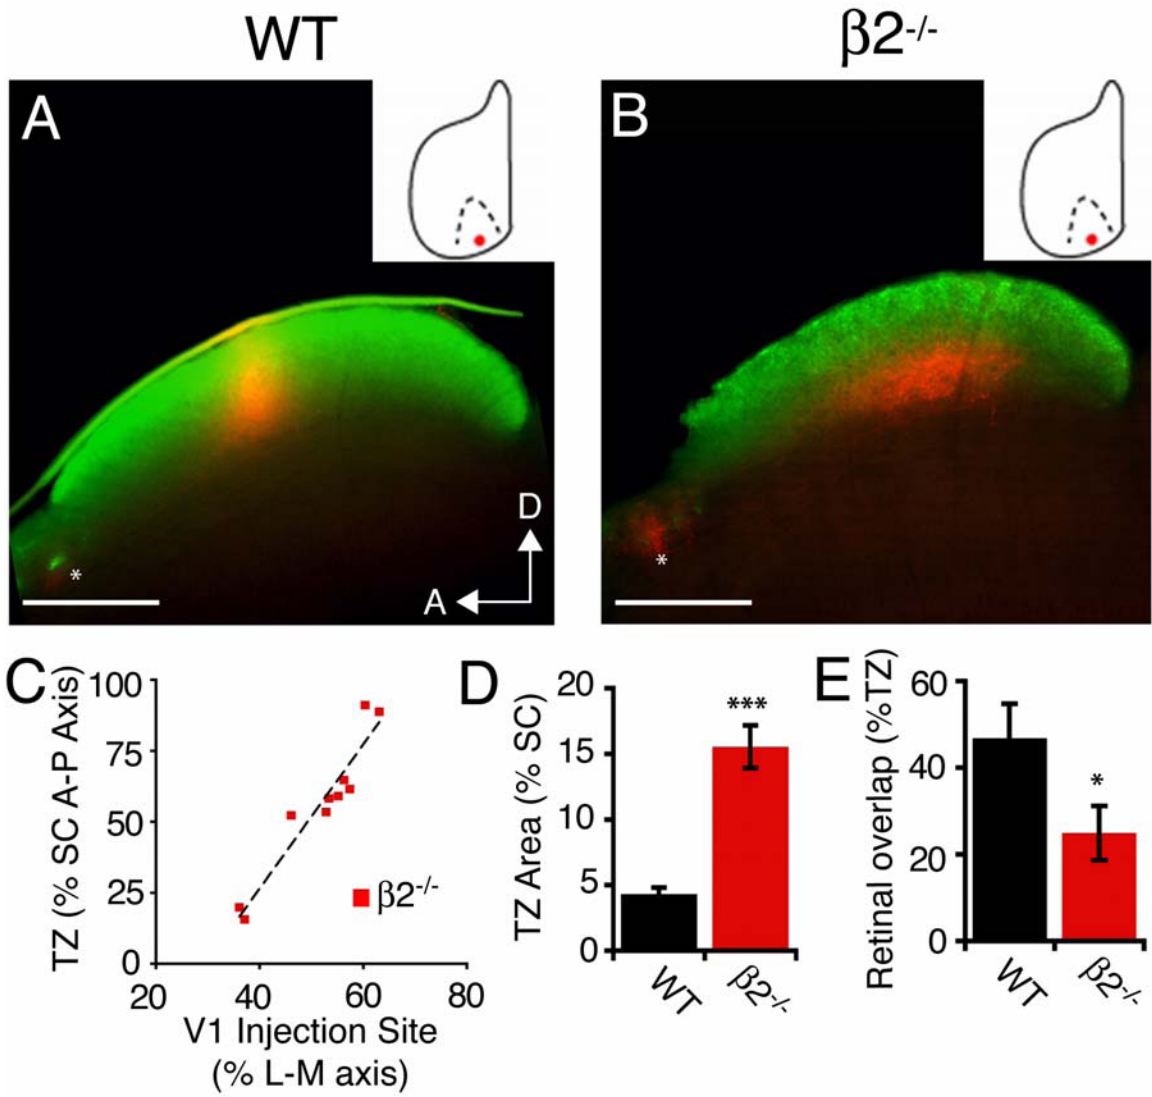 WT
β2-/-
A
B
D
A
*
*
C
TZ (% SC A-P Axis)
100
75
50
25
0
20 40 60 80
V1 Injection Site
(% L-M axis)
β2-/-
D
TZ Area (% SC)
20
15
10
5
0
***
WT
β2-/-
E
Retinal overlap (%TZ)
60
40
20
0
*
WT
β2-/-